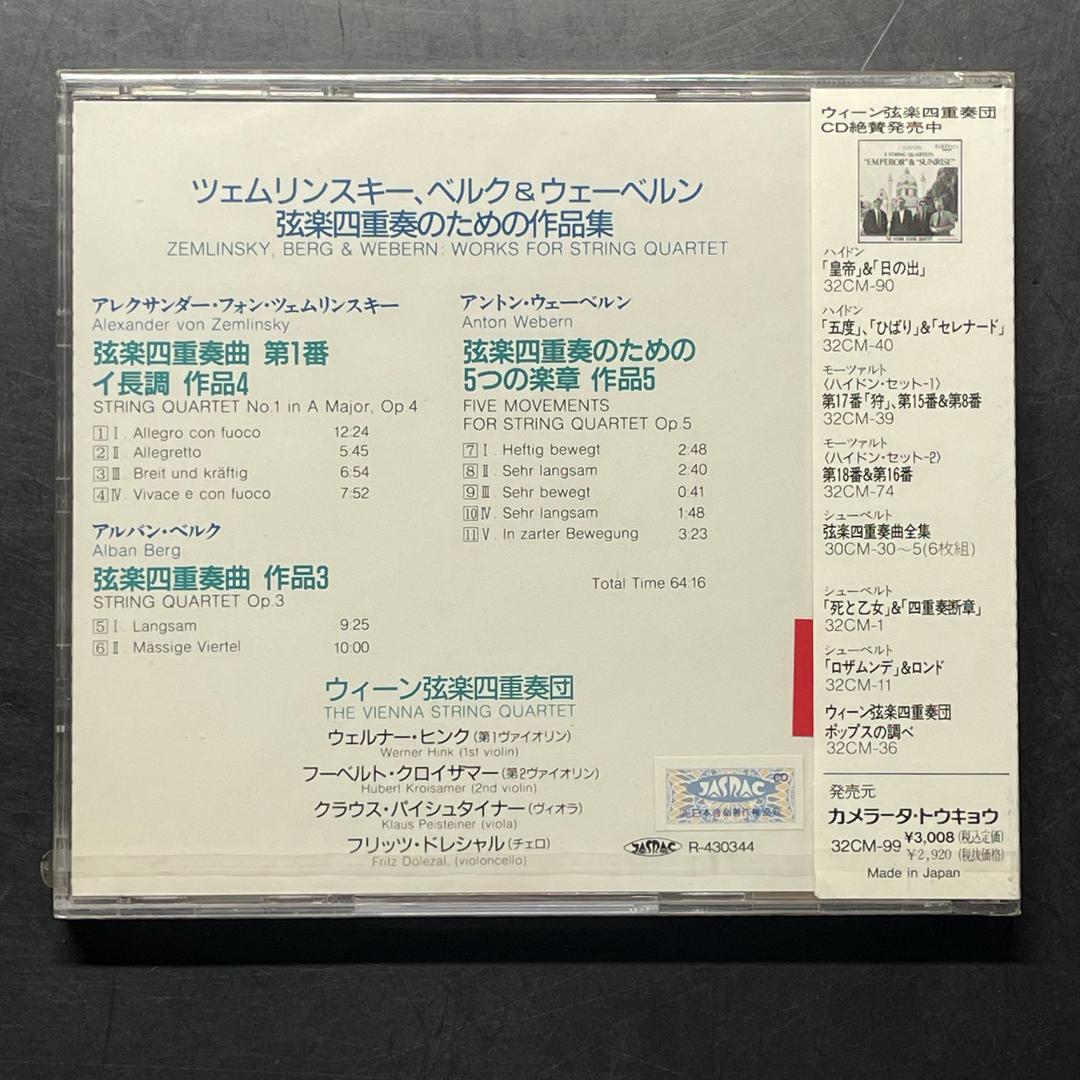 ツェムリンスキー、ベルク&ウェーベルン
弦楽四重奏のための作品集
ZEMLINSKY, BERG & WEBERN: WORKS FOR STRING QUARTET
アレクサンダー・フォン・ツェムリンスキー
Alexander von Zemlinsky
弦楽四重奏曲 第1番
イ長調 作品4
STRING QUARTET No.1 in A Major, Op.4
1 Ⅰ. Allegro con fuoco 12:24
2 Ⅱ. Allegretto 5:45
3 Ⅲ. Breit und kräftig 6:54
4 Ⅳ. Vivace e con fuoco 7:52
アルバン・ベルク
Alban Berg
弦楽四重奏曲 作品3
STRING QUARTET Op.3
5 Ⅰ. Langsam 9:25
6 Ⅱ. Mässige Viertel 10:00
アントン・ウェーベルン
Anton Webern
弦楽四重奏のための
5つの楽章 作品5
FIVE MOVEMENTS
FOR STRING QUARTET Op.5
7 Ⅰ. Heftig bewegt 2:48
8 Ⅱ. Sehr langsam 2:40
9 Ⅲ. Sehr bewegt 0:41
10 Ⅳ. Sehr langsam 1:48
11 Ⅴ. In zarter Bewegung 3:23
Total Time 64:16
ウィーン弦楽四重奏団
THE VIENNA STRING QUARTET
ウェルナー・ヒンク(第1ヴァイオリン)
Werner Hink (1st violin)
フーベルト・クロイザマー(第2ヴァイオリン)
Hubert Kroisamer (2nd violin)
クラウス・パイシュタイナー(ヴィオラ)
Klaus Peisteiner (viola)
フリッツ・ドレシャル(チェロ)
Fritz Dolezal (violoncello)
CD
JASRAC
JASRAC R-430344
ウィーン弦楽四重奏団
CD絶賛発売中
2 STRING QUARTETS
"EMPEROR" & "SUNRISE"
THE VIENNA STRING QUARTET
ハイドン
「皇帝」&「日の出」
32CM-90
ハイドン
「五度」、「ひばり」&「セレナード」
32CM-40
モーツァルト
〈ハイドン・セット-1〉
第17番「狩」、第15番&第8番
32CM-39
モーツァルト
〈ハイドン・セット-2〉
第18番&第16番
32CM-74
シューベルト
弦楽四重奏曲全集
30CM-30〜5(6枚組)
シューベルト
「死と乙女」&「四重奏断章」
32CM-1
シューベルト
「ロザムンデ」&ロンド
32CM-11
ウィーン弦楽四重奏団
ポップスの調べ
32CM-36
発売元
カメラータ・トウキョウ
32CM-99 ¥3,008(税込定価)
¥2,920(税抜価格)
Made in Japan